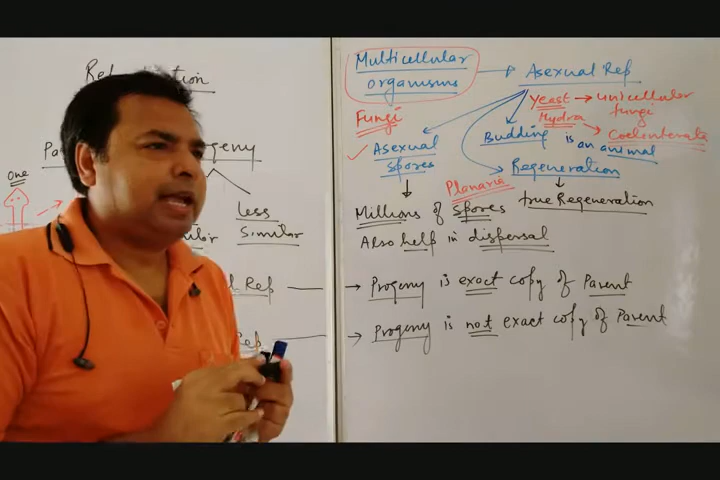 Multicellular
organisms
Asexual Rep
Yeast → unicellular
fungi
Hydra
Coelenterate
Fungi
✓ Asexual
spores
Budding is an animal
Regeneration
Planaria
Millions of spores
true Regeneration
Also help in dispersal
→ Progeny is exact copy of Parent
→ Progeny is not exact copy of Parent
one
less
Similar
Rep